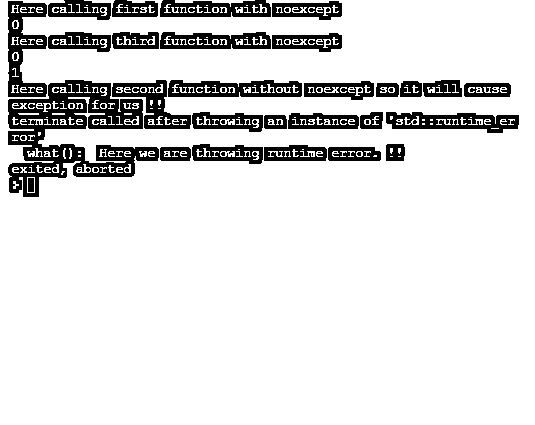 Here calling first function with noexcept
0
Here calling third function with noexcept
0
1
Here calling second function without noexcept so it will cause
exception for us !!
terminate called after throwing an instance of 'std::runtime_er
ror'
what(): Here we are throwing runtime error. !!
exited, aborted
>